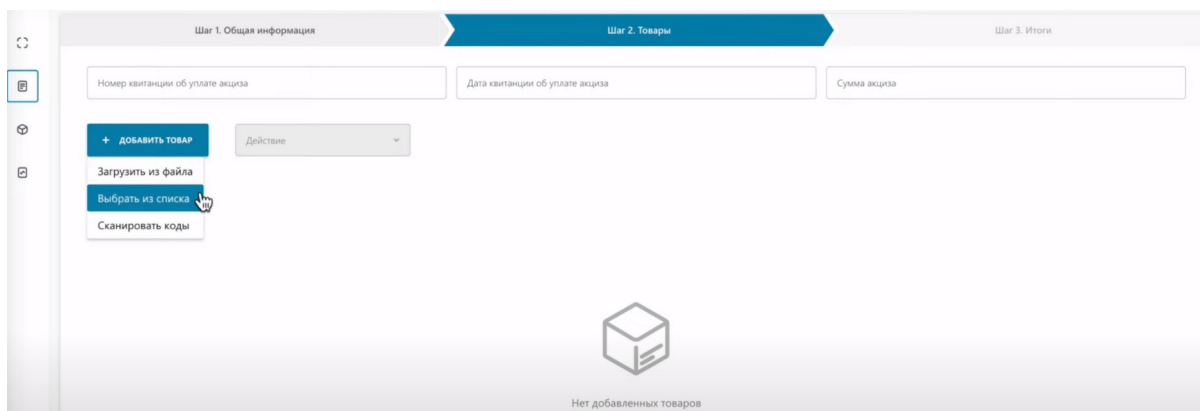 Шаг 1. Общая информация
Шаг 2. Товары
Шаг 3. Итоги
Номер квитанции об уплате акциза
Дата квитанции об уплате акциза
Сумма акциза
+ ДОБАВИТЬ ТОВАР
Действие
Загрузить из файла
Выбрать из списка
Сканировать коды
Нет добавленных товаров